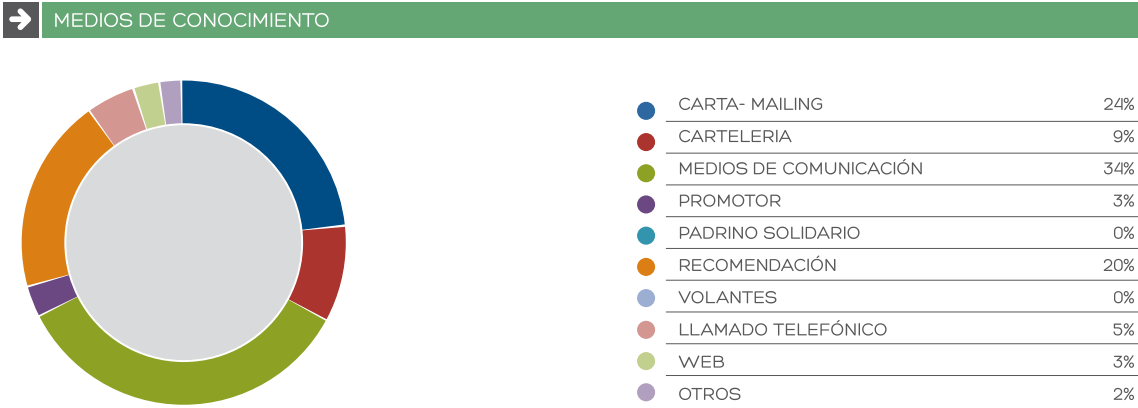 MEDIOS DE CONOCIMIENTO
CARTA- MAILING 24%
CARTELERIA 9%
MEDIOS DE COMUNICACIÓN 34%
PROMOTOR 3%
PADRINO SOLIDARIO 0%
RECOMENDACIÓN 20%
VOLANTES 0%
LLAMADO TELEFÓNICO 5%
WEB 3%
OTROS 2%